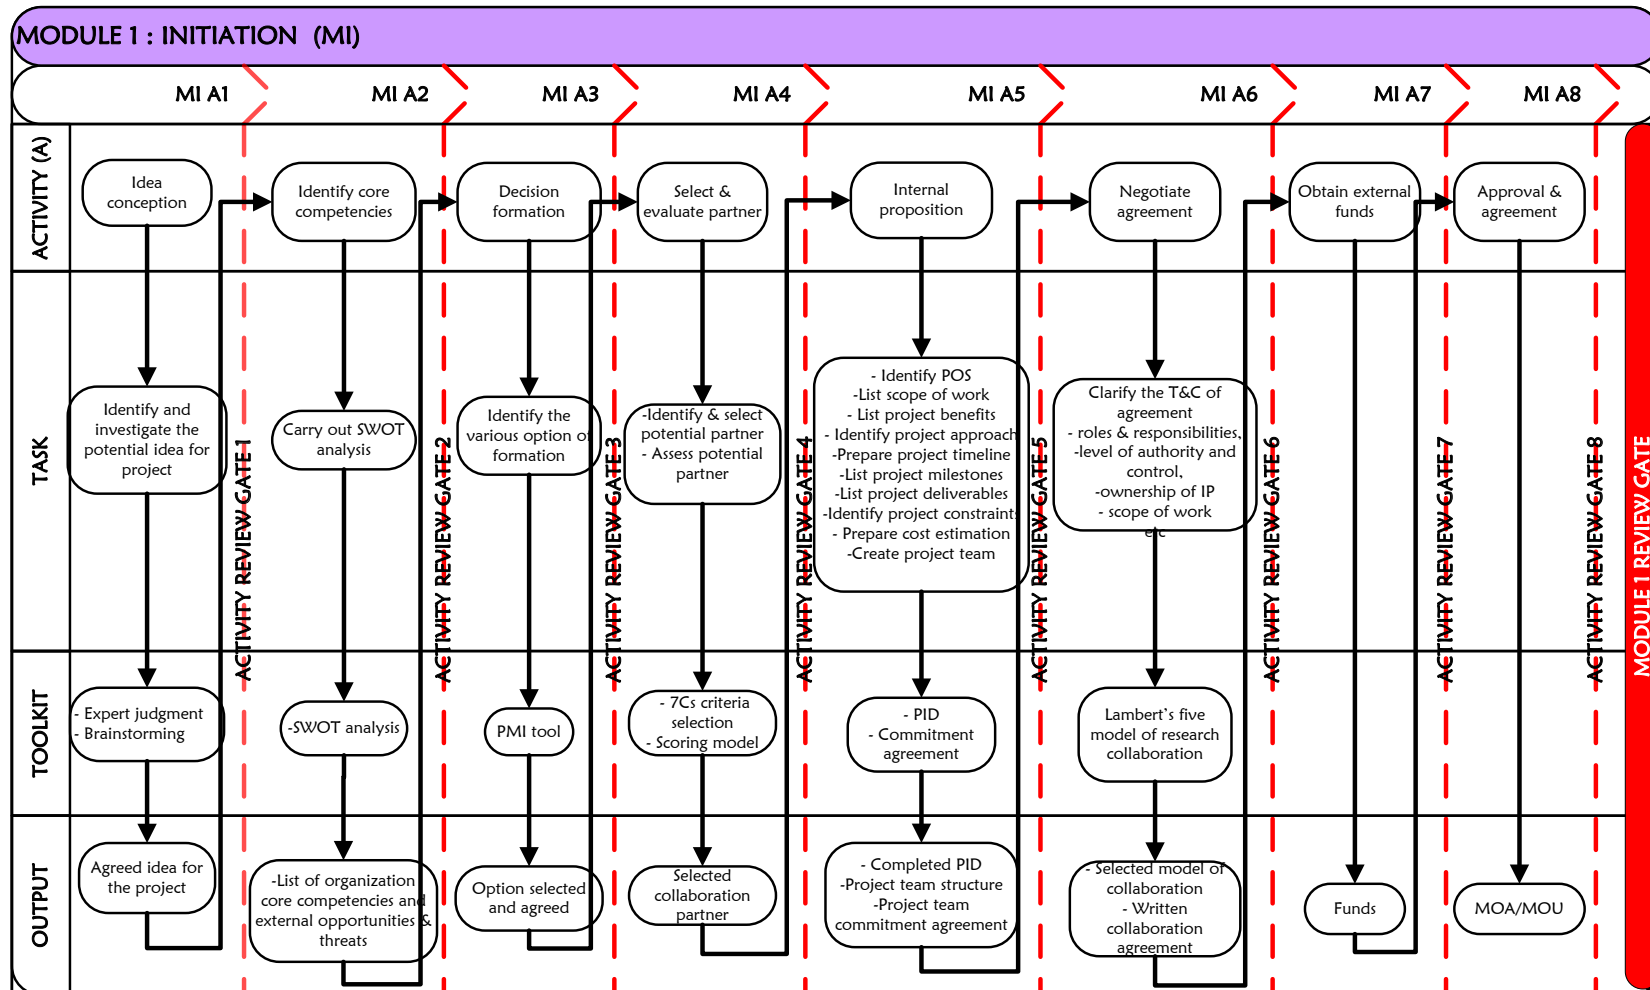 MODULE 1 : INITIATION  (MI)
MI A1
MI A2
MI A3
MI A4
MI A5
MI A6
MI A7
MI A8
ACTIVITY (A)
Idea
conception
Identify core
competencies
Decision
formation
Select &
evaluate partner
Internal
proposition
Negotiate
agreement
Obtain external
funds
Approval &
agreement
TASK
Identify and
investigate the
potential idea for
project
Carry out SWOT
analysis
Identify the
various option of
formation
-Identify & select
potential partner
- Assess potential
partner
- Identify POS
-List scope of work
- List project benefits
- Identify project approach
-Prepare project timeline
-List project milestones
-List project deliverables
-Identify project constraints
- Prepare cost estimation
-Create project team
Clarify the T&C of
agreement
- roles & responsibilities,
-level of authority and
control,
-ownership of IP
- scope of work
etc
ACTIVITY REVIEW GATE 1
ACTIVITY REVIEW GATE 2
ACTIVITY REVIEW GATE 3
ACTIVITY REVIEW GATE 4
ACTIVITY REVIEW GATE 5
ACTIVITY REVIEW GATE 6
ACTIVITY REVIEW GATE 7
ACTIVITY REVIEW GATE 8
MODULE 1 REVIEW GATE
TOOLKIT
- Expert judgment
- Brainstorming
-SWOT analysis
PMI tool
- 7Cs criteria
selection
- Scoring model
- PID
- Commitment
agreement
Lambert's five
model of research
collaboration
OUTPUT
Agreed idea for
the project
-List of organization
core competencies and
external opportunities &
threats
Option selected
and agreed
Selected
collaboration
partner
- Completed PID
-Project team structure
-Project team
commitment agreement
- Selected model of
collaboration
- Written
collaboration
agreement
Funds
MOA/MOU